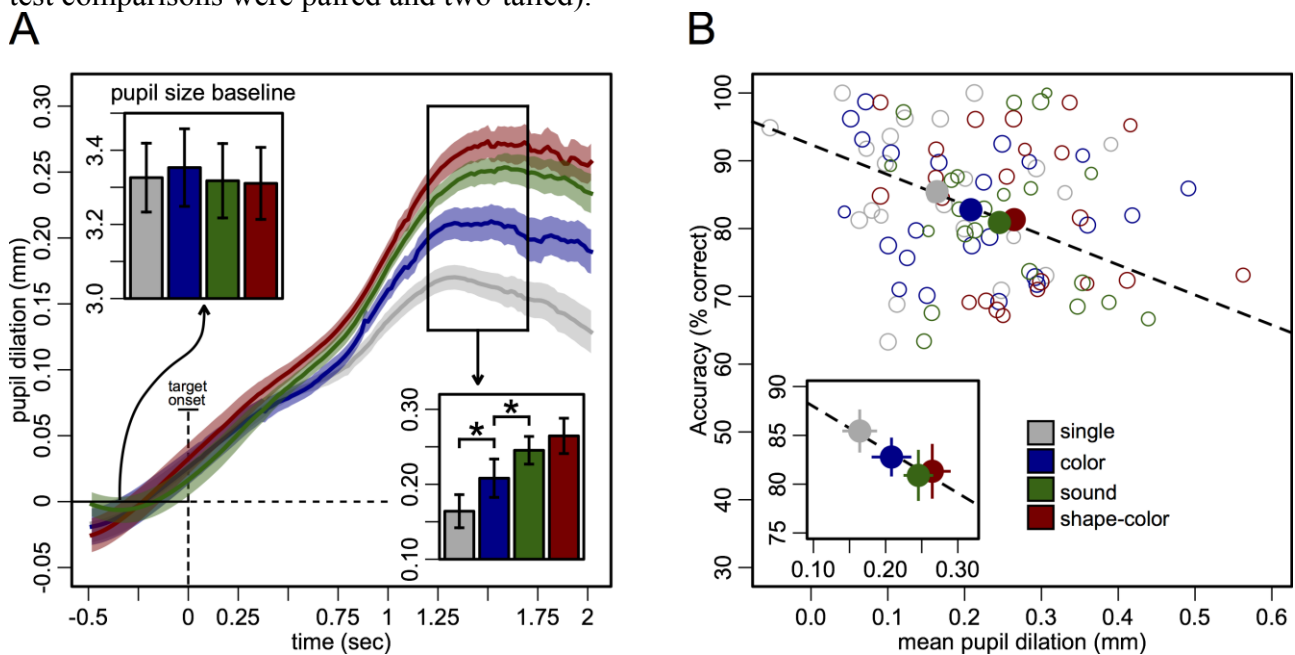 test comparisons were paired and two-tailed).
A
B
pupil size baseline
3.0 3.2 3.4
pupil dilation (mm)
-0.05 0 0.05 0.10 0.15 0.20 0.25 0.30
target
onset
*
*
0.10 0.20 0.30
-0.5 0 0.25 0.75 1 1.25 1.75 2
time (sec)
Accuracy (% correct)
100
90
80
70
60
50
40
30
90
85
80
75
0.10 0.20 0.30
single
color
sound
shape-color
0.0 0.1 0.2 0.3 0.4 0.5 0.6
mean pupil dilation (mm)